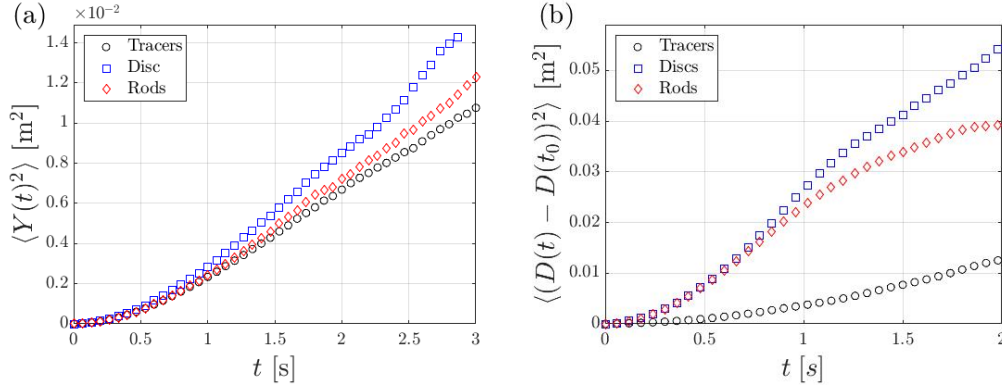 (a)
×10⁻²
1.4
1.2
1
0.8
0.6
0.4
0.2
0
⟨Y(t)²⟩ [m²]
Tracers
Disc
Rods
0
0.5
1
1.5
2
2.5
3
t [s]
(b)
0.05
0.04
0.03
0.02
0.01
0
⟨(D(t) − D(t₀))²⟩ [m²]
Tracers
Discs
Rods
0
0.5
1
1.5
2
t [s]